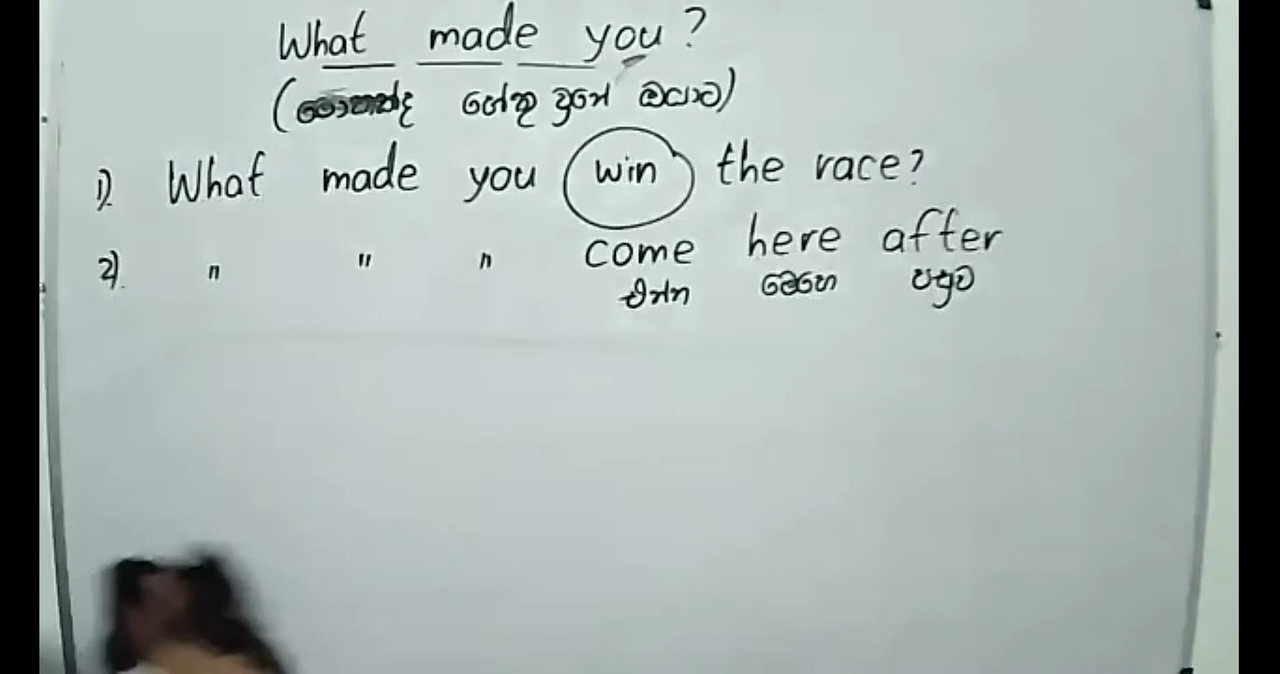 What made you?
( හේතු වුනේ ඔයාට)
1) What made you win the race?
2) " " " come here after
එන්න මෙහෙ පසුව